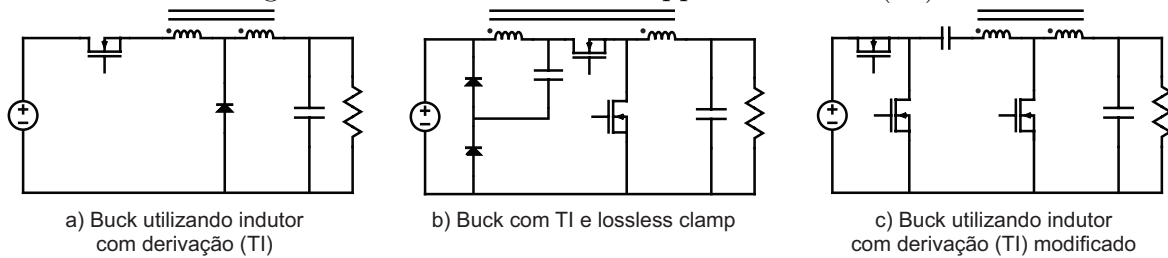 a) Buck utilizando indutor
com derivação (TI)
b) Buck com TI e lossless clamp
c) Buck utilizando indutor
com derivação (TI) modificado